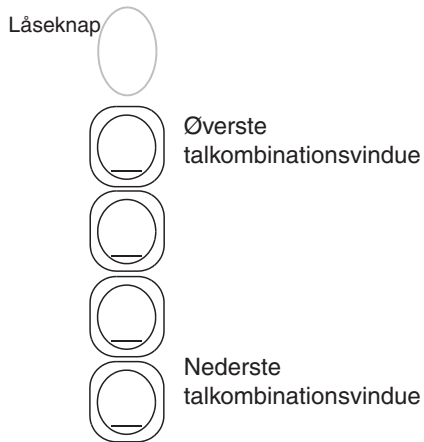 Låseknap
Øverste
talkombinationsvindue
Nederste
talkombinationsvindue